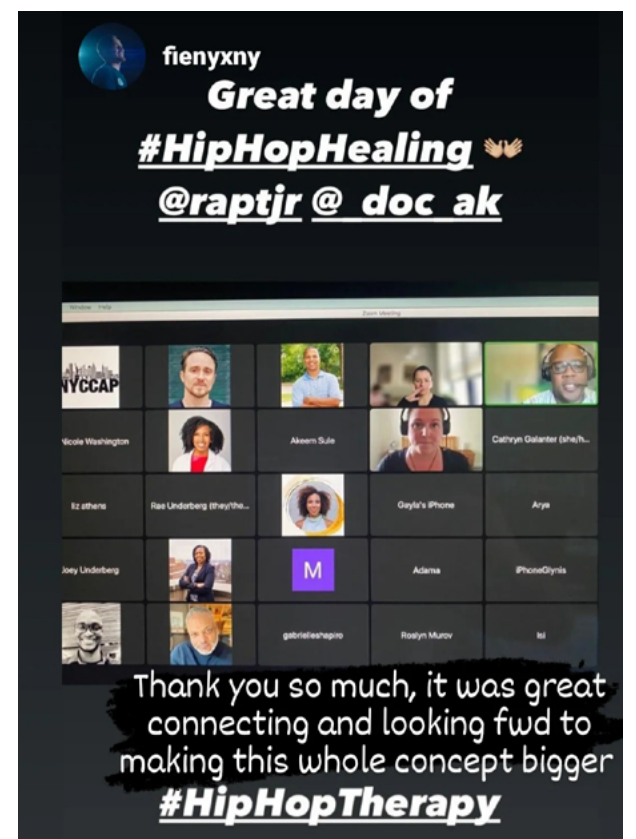 fienyxny
Great day of
#HipHopHealing
@raptjr @_doc_ak
Window Help
Zoom Meeting
NYCCAP
Nicole Washington
Akeem Sule
Cathryn Galanter (she/h...
liz athens
Rae Underberg (they/the...
Gayla's iPhone
Arya
Joey Underberg
M
Adama
iPhoneGlynis
gabrielleshapiro
Roslyn Murov
Isi
Thank you so much, it was great
connecting and looking fwd to
making this whole concept bigger
#HipHopTherapy